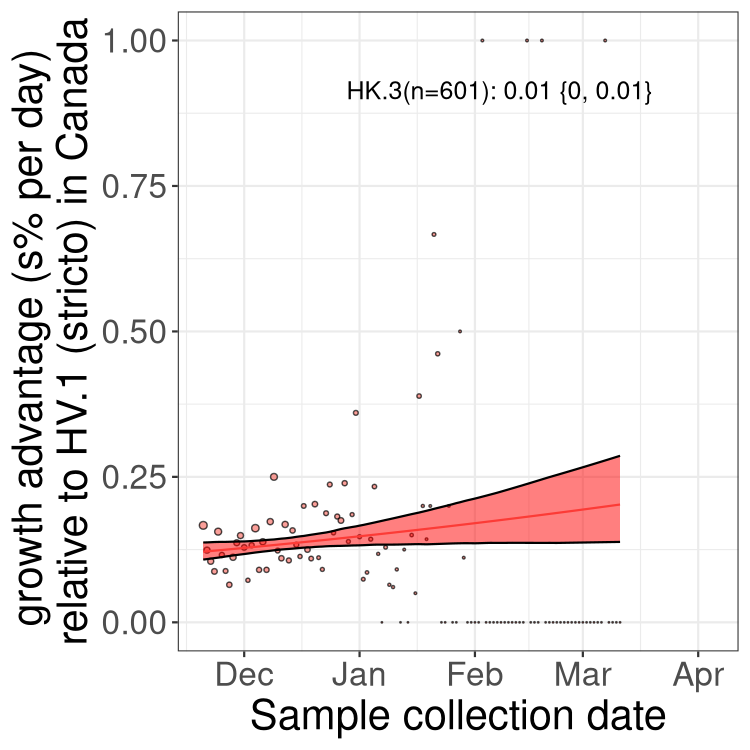 growth advantage (s% per day)
relative to HV.1 (stricto) in Canada
1.00
0.75
0.50
0.25
0.00
HK.3(n=601): 0.01 {0, 0.01}
Dec Jan Feb Mar Apr
Sample collection date